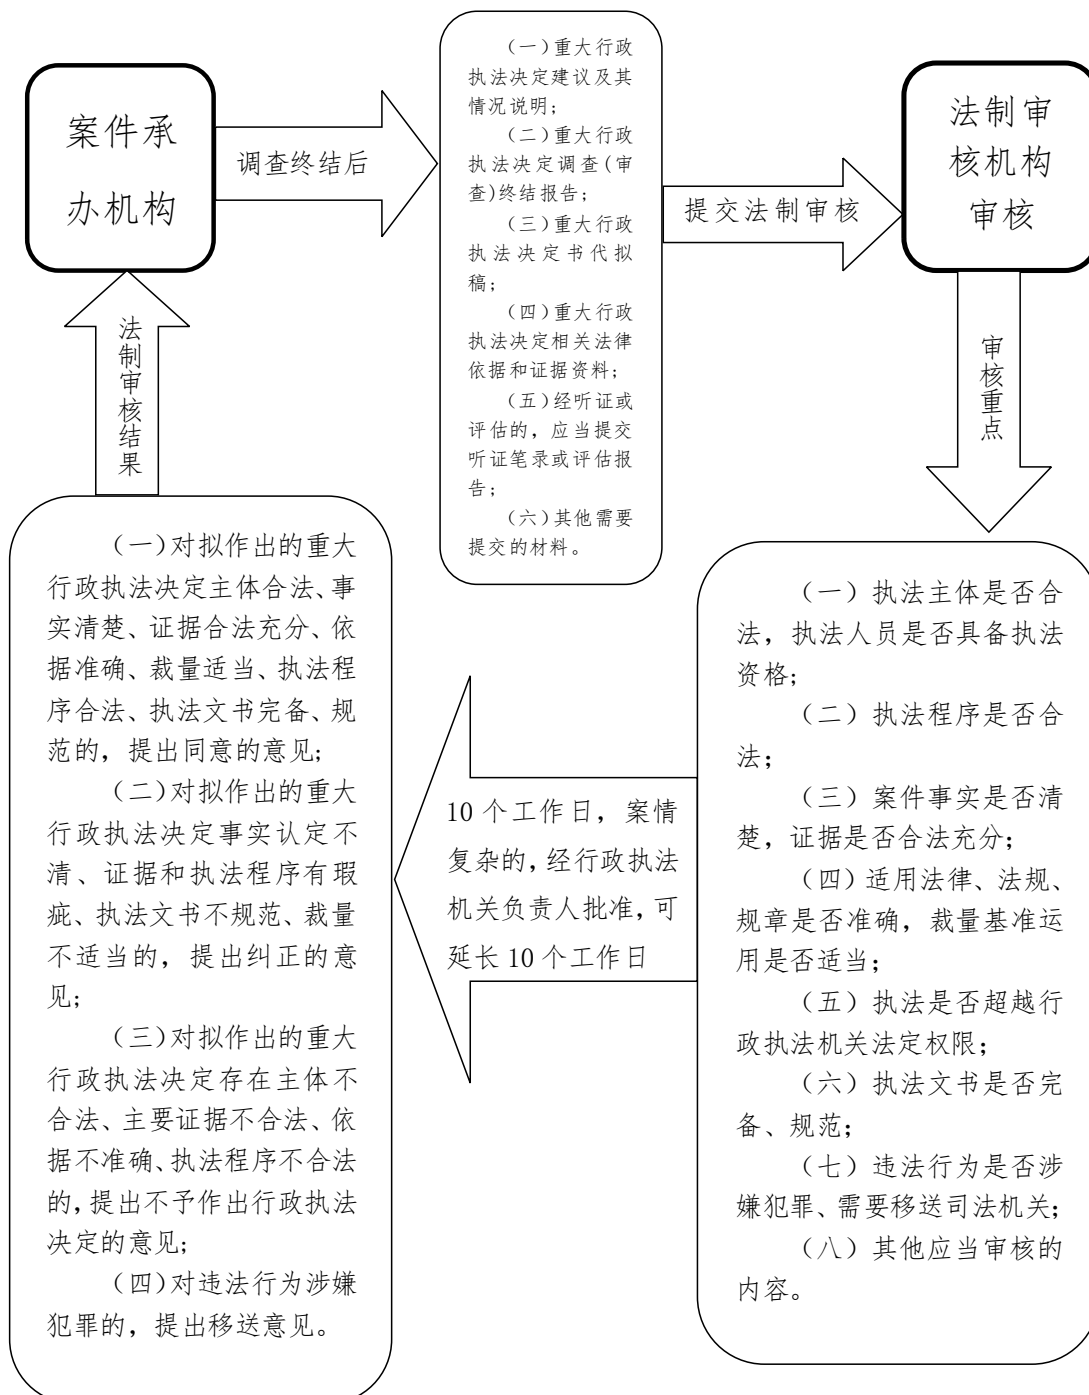 案件承
办机构
调查终结后
（一）重大行政
执法决定建议及其
情况说明；
（二）重大行政
执法决定调查(审
查)终结报告；
（三）重大行政
执法决定书代拟
稿；
（四）重大行政
执法决定相关法律
依据和证据资料；
（五）经听证或
评估的，应当提交
听证笔录或评估报
告；
（六）其他需要
提交的材料。
提交法制审核
法制审
核机构
审核
审核重点
（一）执法主体是否合
法，执法人员是否具备执法
资格；
（二）执法程序是否合
法；
（三）案件事实是否清
楚，证据是否合法充分；
（四）适用法律、法规、
规章是否准确，裁量基准运
用是否适当；
（五）执法是否超越行
政执法机关法定权限；
（六）执法文书是否完
备、规范；
（七）违法行为是否涉
嫌犯罪、需要移送司法机关；
（八）其他应当审核的
内容。
10 个工作日，案情
复杂的，经行政执法
机关负责人批准，可
延长 10 个工作日
（一）对拟作出的重大
行政执法决定主体合法、事
实清楚、证据合法充分、依
据准确、裁量适当、执法程
序合法、执法文书完备、规
范的，提出同意的意见；
（二）对拟作出的重大
行政执法决定事实认定不
清、证据和执法程序有瑕
疵、执法文书不规范、裁量
不适当的，提出纠正的意
见；
（三）对拟作出的重大
行政执法决定存在主体不
合法、主要证据不合法、依
据不准确、执法程序不合法
的，提出不予作出行政执法
决定的意见；
（四）对违法行为涉嫌
犯罪的，提出移送意见。
法制审核结果